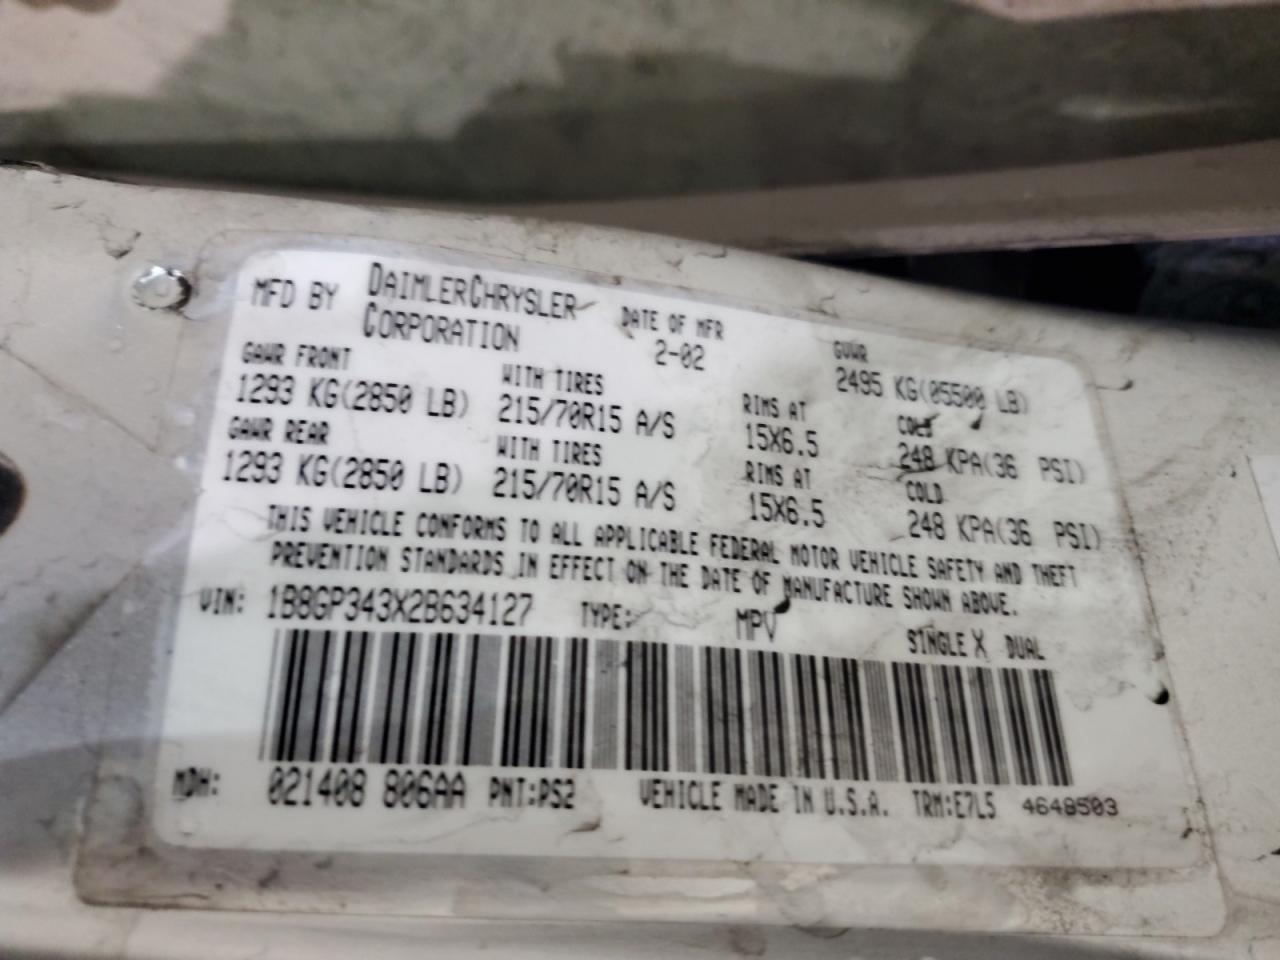 MFD BY DAIMLERCHRYSLER CORPORATION DATE OF MFR 2-02 GVWR 2495 KG(05500 LB)
GAWR FRONT WITH TIRES RIMS AT COLD
1293 KG(2850 LB) 215/70R15 A/S 15X6.5 248 KPA(36 PSI)
GAWR REAR WITH TIRES RIMS AT COLD
1293 KG(2850 LB) 215/70R15 A/S 15X6.5 248 KPA(36 PSI)
THIS VEHICLE CONFORMS TO ALL APPLICABLE FEDERAL MOTOR VEHICLE SAFETY AND THEFT
PREVENTION STANDARDS IN EFFECT ON THE DATE OF MANUFACTURE SHOWN ABOVE.
VIN: 1B8GP343X2B634127 TYPE: MPV SINGLE X DUAL
MDH: 021408 806AA PNT:PS2 VEHICLE MADE IN U.S.A. TRM:E7L5 4648503